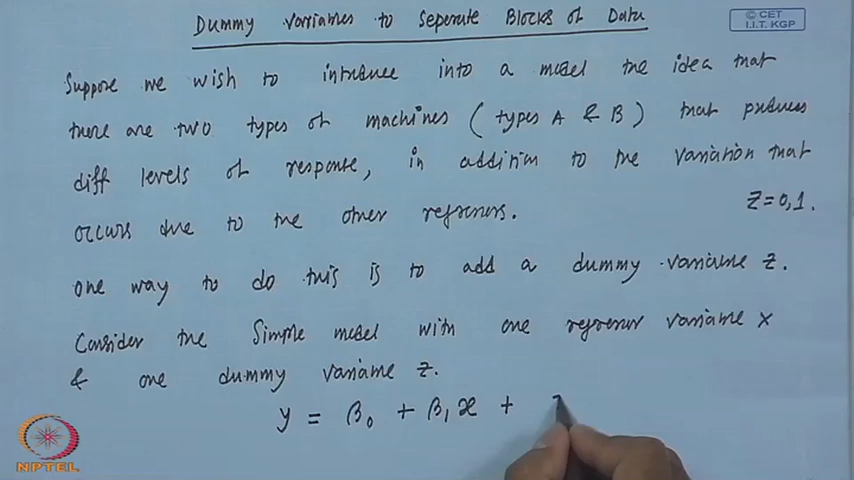 Dummy variables to Seperate Blocks of Data
© CET
I.I.T. KGP
Suppose we wish to introduce into a model the idea that
there are two types of machines (types A & B) that produces
diff levels of response, in addition to the variation that
occurs due to the other regressors.
Z=0,1.
one way to do this is to add a dummy variable Z.
Consider the Simple model with one regressor variable x
& one dummy variable Z.
y = β₀ + β₁x +
NPTEL